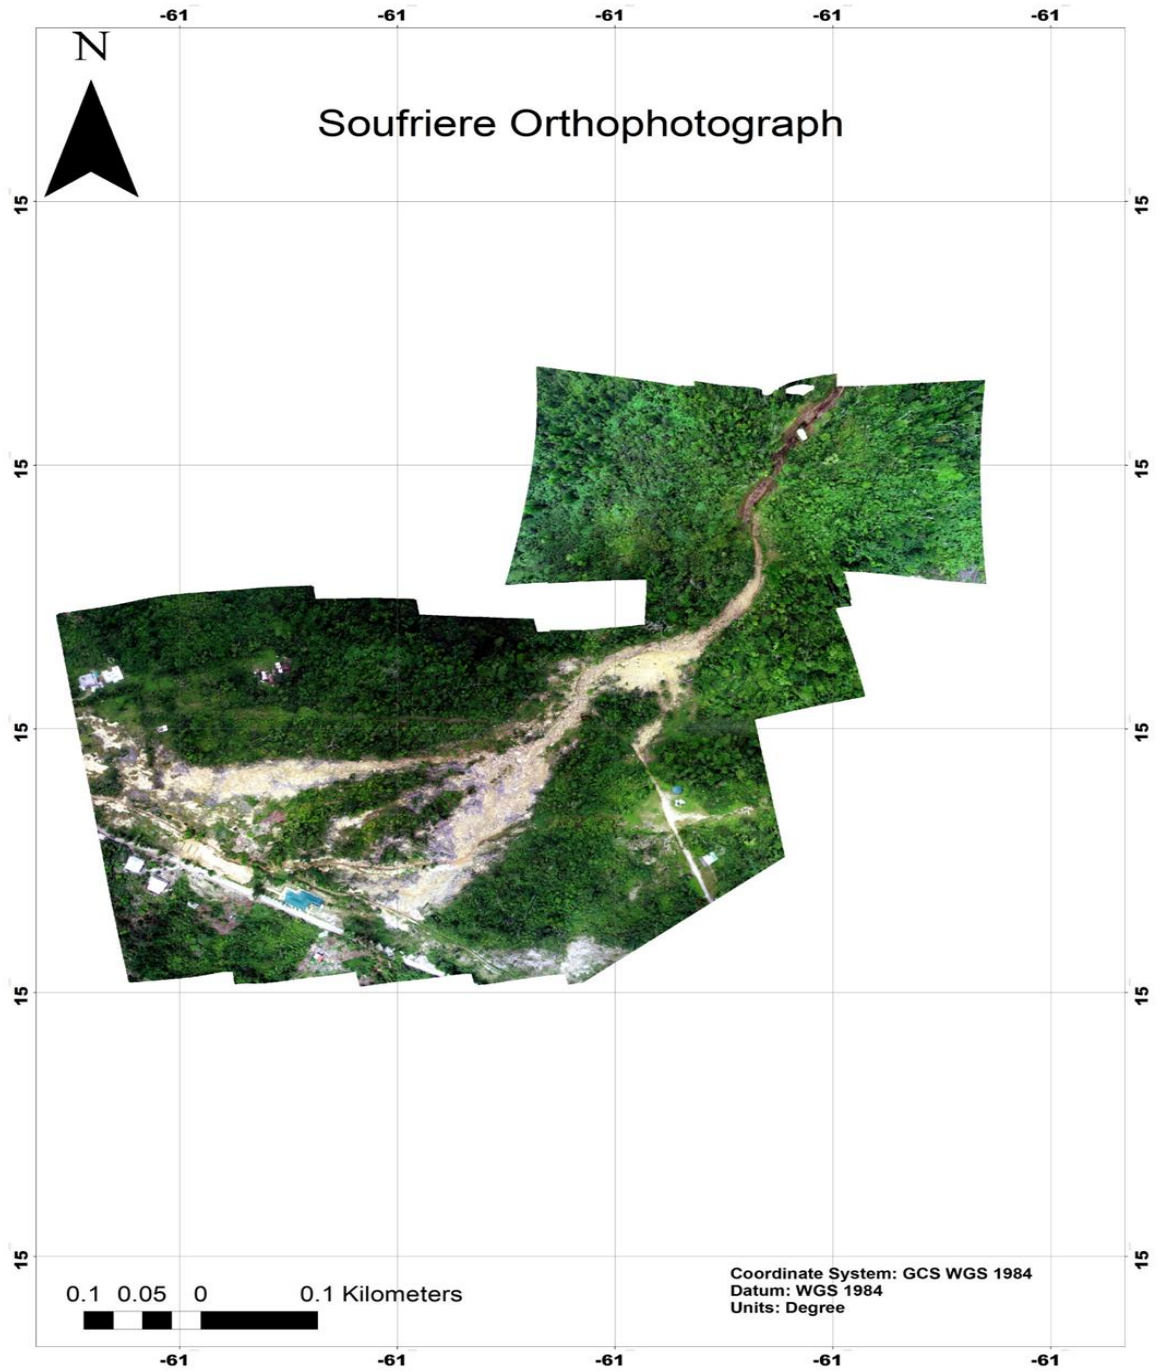 -61 -61 -61 -61 -61
N
Soufriere Orthophotograph
15 15
15 15
15 15
15 15
15 15
Coordinate System: GCS WGS 1984
Datum: WGS 1984
Units: Degree
0.1 0.05 0 0.1 Kilometers
-61 -61 -61 -61 -61